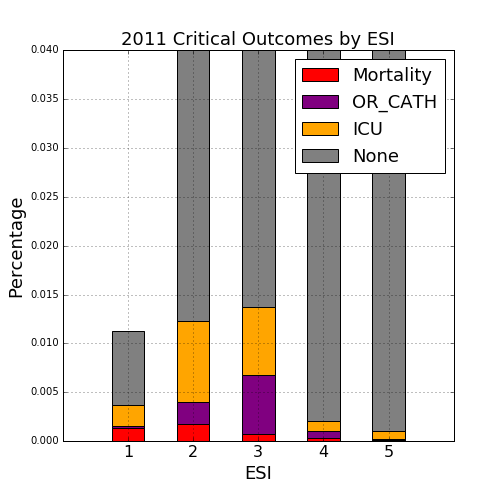 2011 Critical Outcomes by ESI
0.040
0.035
0.030
0.025
0.020
0.015
0.010
0.005
0.000
Percentage
Mortality
OR_CATH
ICU
None
1 2 3 4 5
ESI